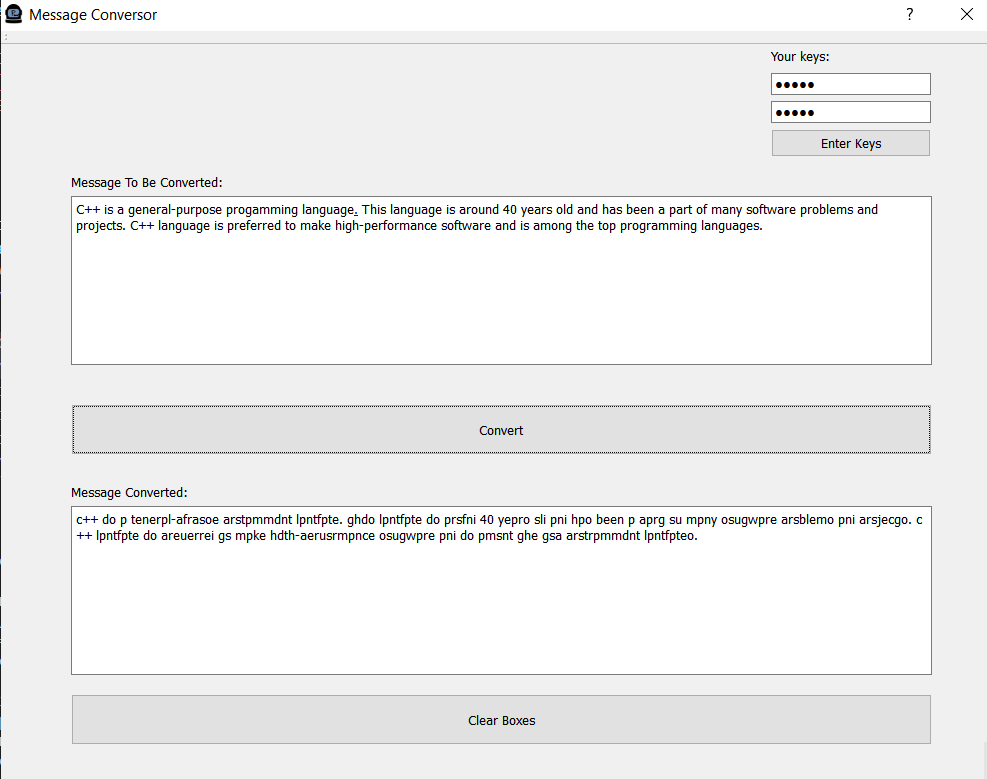 Message Conversor
?
Your keys:
Enter Keys
Message To Be Converted:
C++ is a general-purpose progamming language. This language is around 40 years old and has been a part of many software problems and
projects. C++ language is preferred to make high-performance software and is among the top programming languages.
Convert
Message Converted:
c++ do p tenerpl-afrasoe arstpmmdnt lpntfpte. ghdo lpntfpte do prsfni 40 yepro sli pni hpo been p aprg su mpny osugwpre arsblemo pni arsjecgo. c
++ lpntfpte do areuerrei gs mpke hdth-aerusrmpnce osugwpre pni do pmsnt ghe gsa arstrpmmdnt lpntfpteo.
Clear Boxes